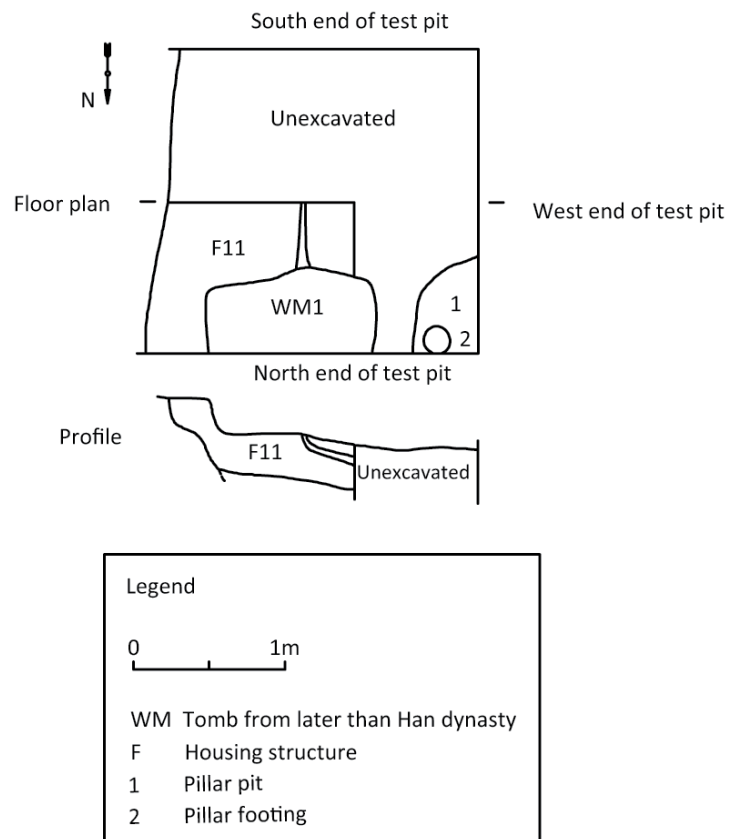 South end of test pit
N
Unexcavated
Floor plan
West end of test pit
F11
WM1
1
2
North end of test pit
Profile
F11
Unexcavated
Legend
0 1m
WM Tomb from later than Han dynasty
F Housing structure
1 Pillar pit
2 Pillar footing